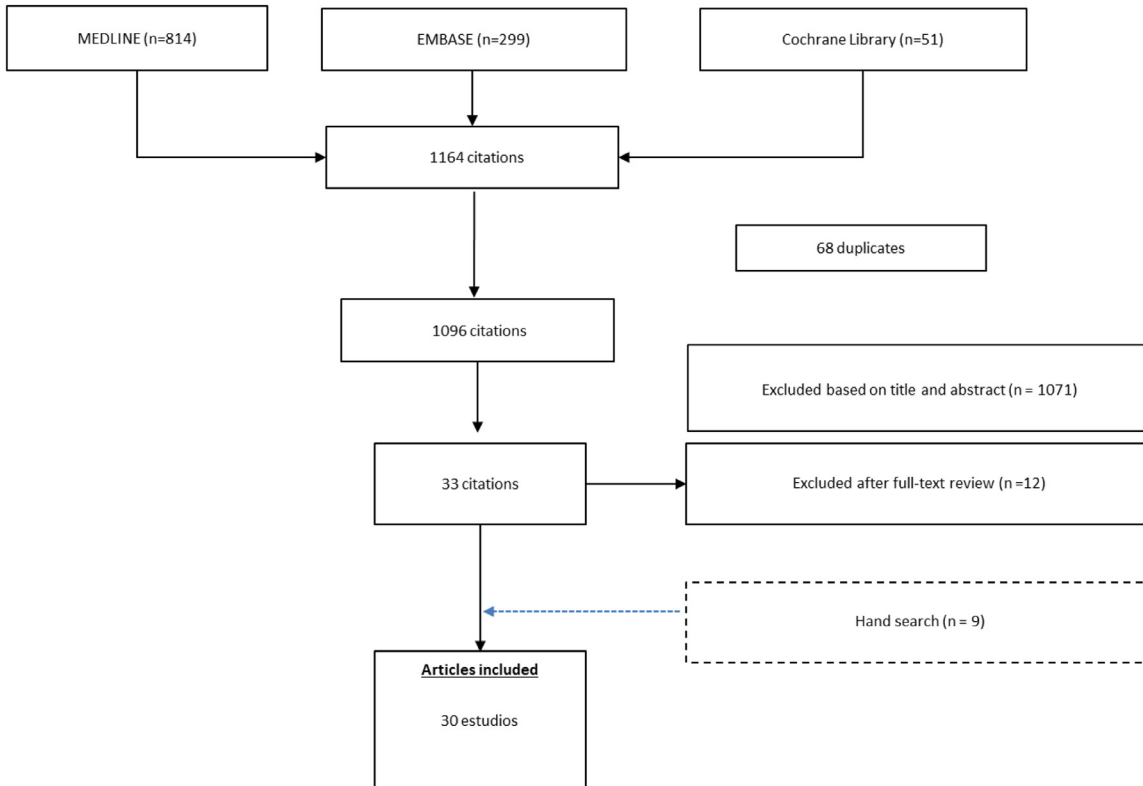 MEDLINE (n=814)
EMBASE (n=299)
Cochrane Library (n=51)
1164 citations
68 duplicates
1096 citations
Excluded based on title and abstract (n = 1071)
33 citations
Excluded after full-text review (n =12)
Hand search (n = 9)
Articles included
30 estudios